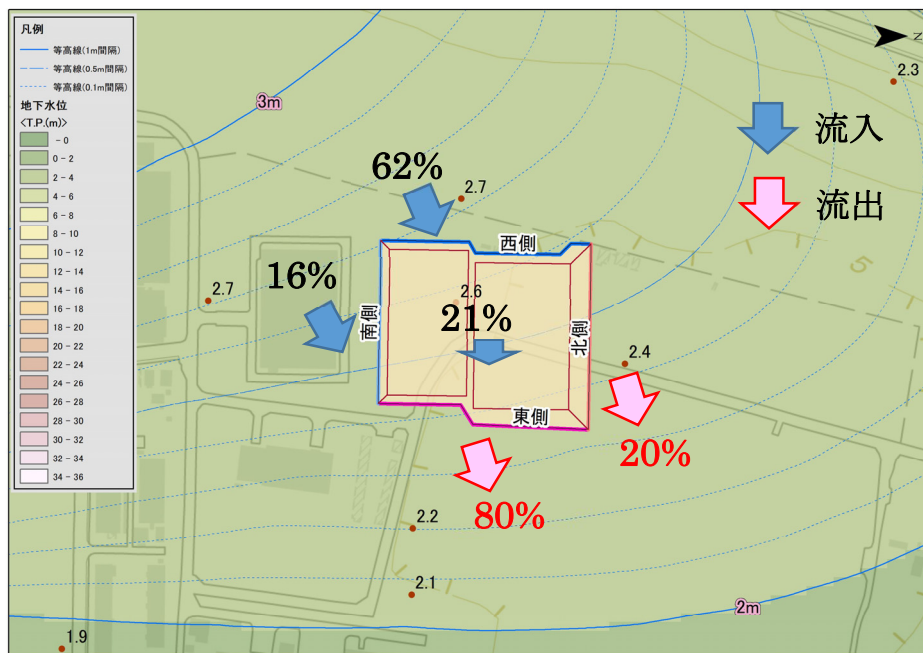 凡例
等高線(1m間隔)
等高線(0.5m間隔)
等高線(0.1m間隔)
地下水位
<T.P.(m)>
- 0
0 - 2
2 - 4
4 - 6
6 - 8
8 - 10
10 - 12
12 - 14
14 - 16
16 - 18
18 - 20
20 - 22
22 - 24
24 - 26
26 - 28
28 - 30
30 - 32
32 - 34
34 - 36
N
2.3
3m
流入
62%
2.7
流出
西側
5
16%
2.7
2.6
21%
南側
北側
2.4
東側
20%
80%
2.2
2.1
2m
1.9